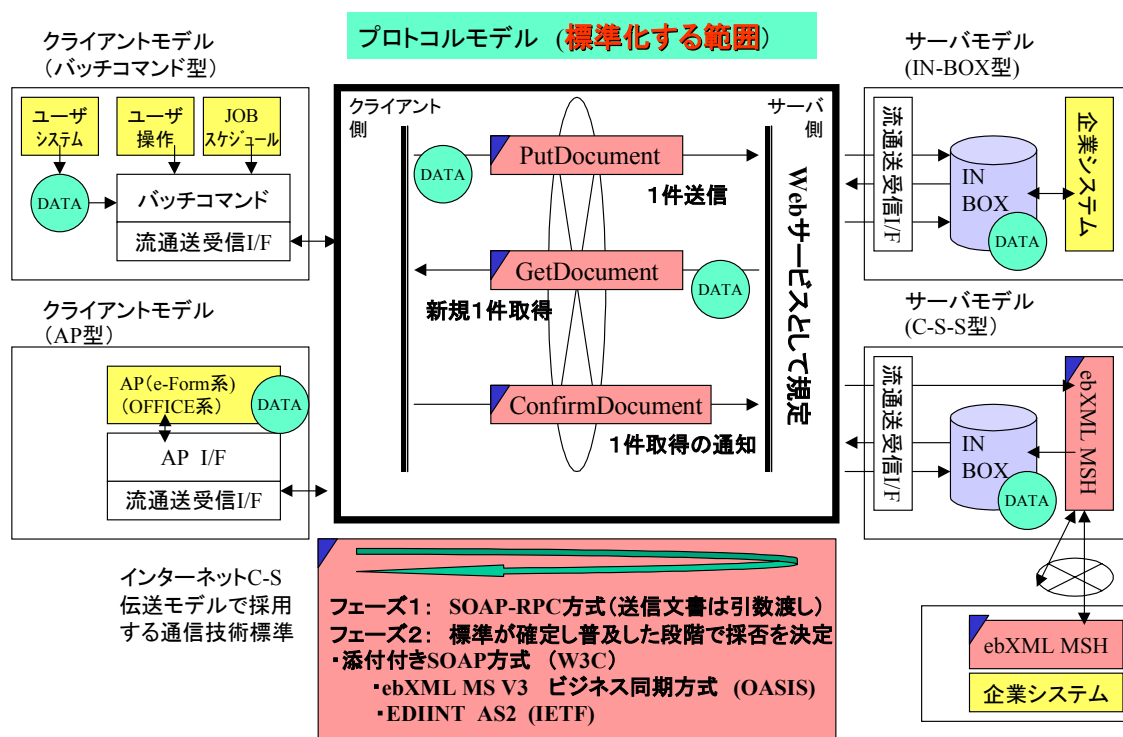 クライアントモデル
（バッチコマンド型）
ユーザ
システム
ユーザ
操作
JOB
スケジュール
DATA
バッチコマンド
流通送受信I/F
クライアントモデル
(AP型)
AP（e-Form系）
（OFFICE系）
DATA
AP I/F
流通送受信I/F
インターネットC-S
伝送モデルで採用
する通信技術標準
プロトコルモデル（標準化する範囲）
クライアント
側
サーバ
側
DATA
PutDocument
1件送信
GetDocument
DATA
新規1件取得
ConfirmDocument
1件取得の通知
Webサービスとして規定
フェーズ1： SOAP-RPC方式（送信文書は引数渡し）
フェーズ2： 標準が確定し普及した段階で採否を決定
・添付付きSOAP方式 （W3C）
・ebXML MS V3 ビジネス同期方式 (OASIS)
・EDIINT AS2 (IETF)
サーバモデル
(IN-BOX型)
流通送受信I/F
IN
BOX
DATA
企業システム
サーバモデル
(C-S-S型)
流通送受信I/F
IN
BOX
DATA
ebXML MSH
ebXML MSH
企業システム